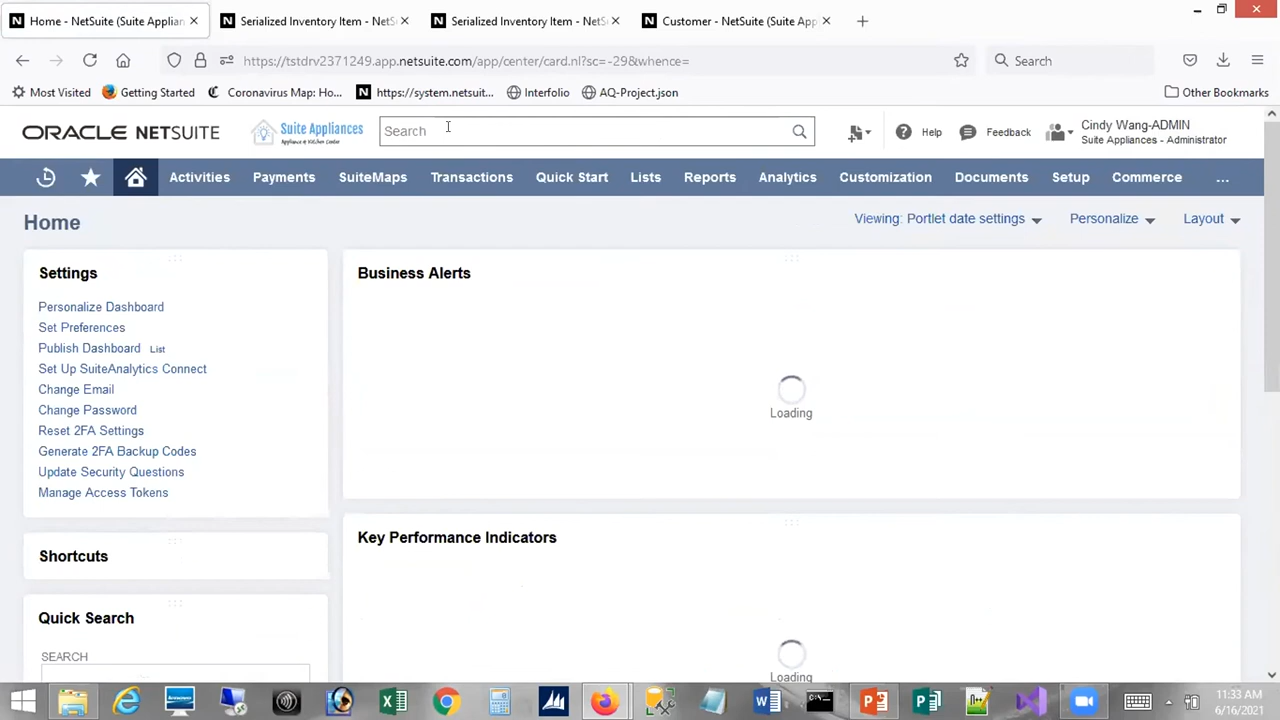 Home - NetSuite (Suite Applian
Serialized Inventory Item - NetS
Serialized Inventory Item - NetS
Customer - NetSuite (Suite App
https://tstdrv2371249.app.netsuite.com/app/center/card.nl?sc=-29&whence=
Search
Most Visited
Getting Started
Coronavirus Map: Ho...
https://system.netsuit...
Interfolio
AQ-Project.json
Other Bookmarks
ORACLE NETSUITE
Suite Appliances
Appliance & Kitchen Center
Search
Help
Feedback
Cindy Wang-ADMIN
Suite Appliances - Administrator
Activities
Payments
SuiteMaps
Transactions
Quick Start
Lists
Reports
Analytics
Customization
Documents
Setup
Commerce
...
Home
Viewing: Portlet date settings
Personalize
Layout
Settings
Personalize Dashboard
Set Preferences
Publish Dashboard List
Set Up SuiteAnalytics Connect
Change Email
Change Password
Reset 2FA Settings
Generate 2FA Backup Codes
Update Security Questions
Manage Access Tokens
Shortcuts
Quick Search
SEARCH
Business Alerts
Loading
Key Performance Indicators
Loading
11:33 AM
6/16/2021